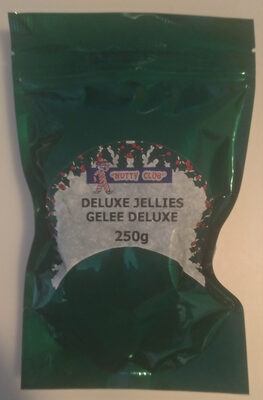 "NUTTY CLUB"
DELUXE JELLIES
GELEE DELUXE
250g